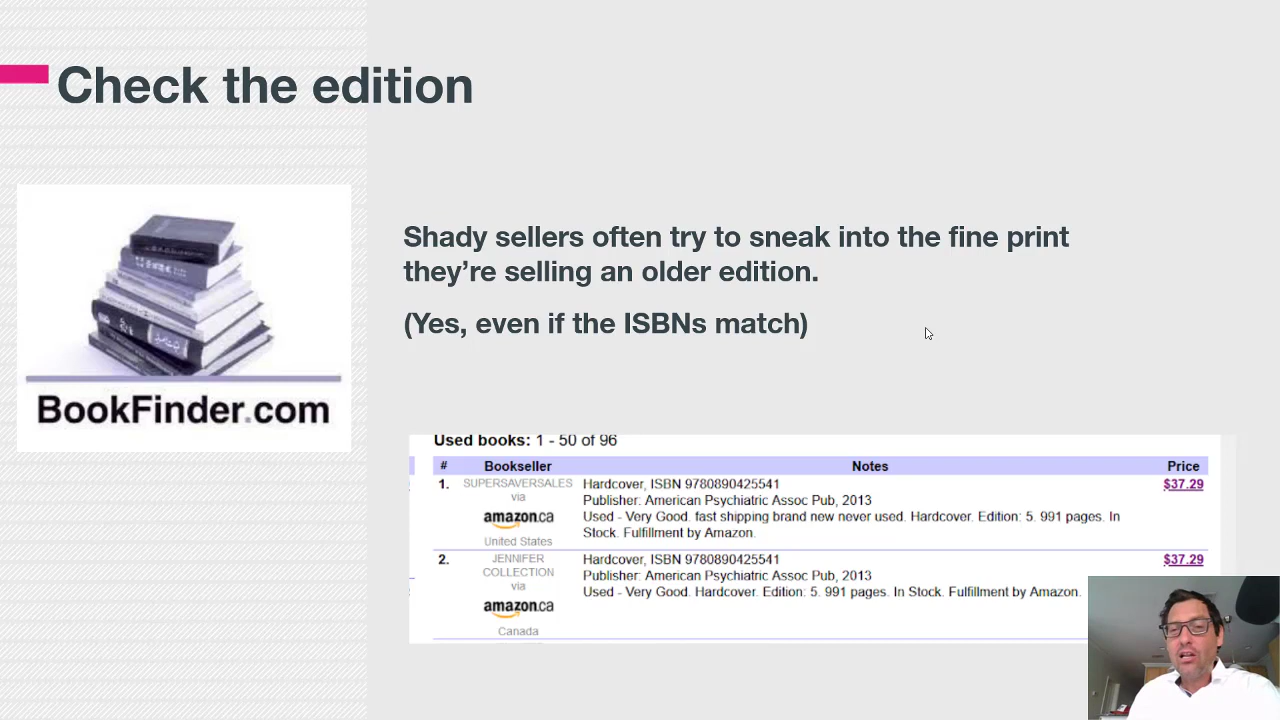 Check the edition
BookFinder.com
Shady sellers often try to sneak into the fine print
they’re selling an older edition.
(Yes, even if the ISBNs match)
Used books: 1 - 50 of 96
# Bookseller Notes Price
1. SUPERSAVERSALES Hardcover, ISBN 9780890425541 $37.29
via Publisher: American Psychiatric Assoc Pub, 2013
amazon.ca Used - Very Good. fast shipping brand new never used. Hardcover. Edition: 5. 991 pages. In
United States Stock. Fulfillment by Amazon.
2. JENNIFER Hardcover, ISBN 9780890425541 $37.29
COLLECTION Publisher: American Psychiatric Assoc Pub, 2013
via Used - Very Good. Hardcover. Edition: 5. 991 pages. In Stock. Fulfillment by Amazon.
amazon.ca
Canada